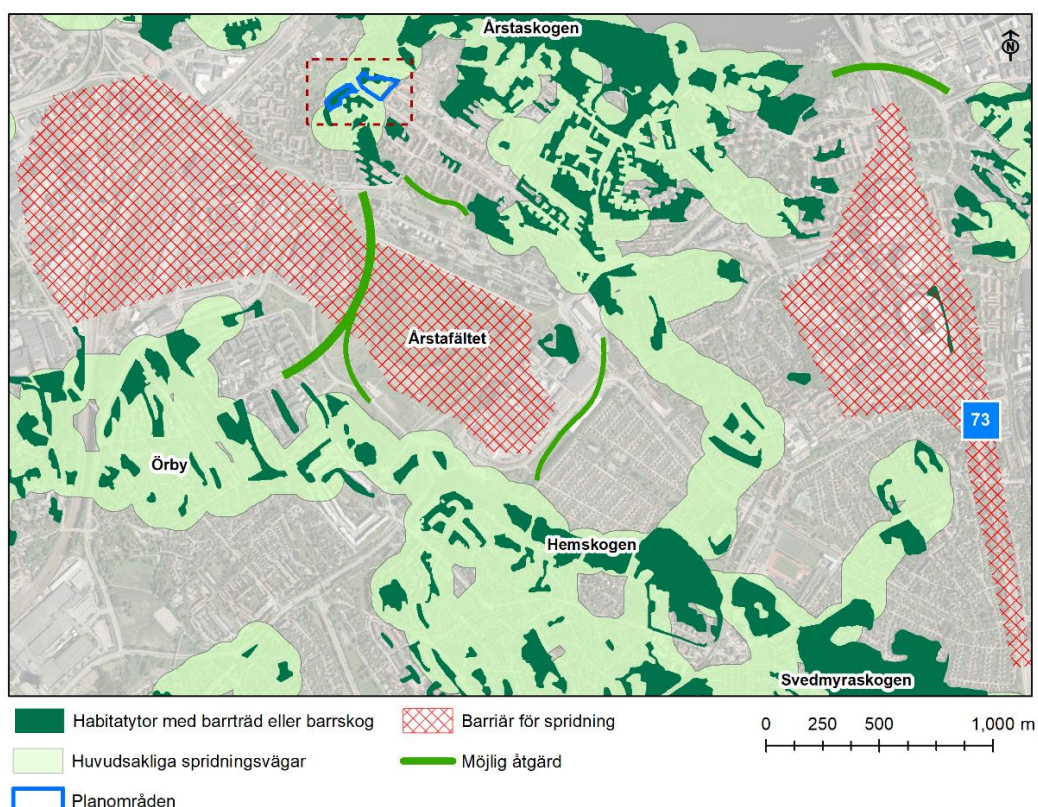 Årstaskogen
N
Årstafältet
73
Örby
Hemskogen
Svedmyraskogen
Habitatytor med barrträd eller barrskog
Barriär för spridning
0 250 500 1,000 m
Huvudsakliga spridningsvägar
Möjlig åtgärd
Planområden